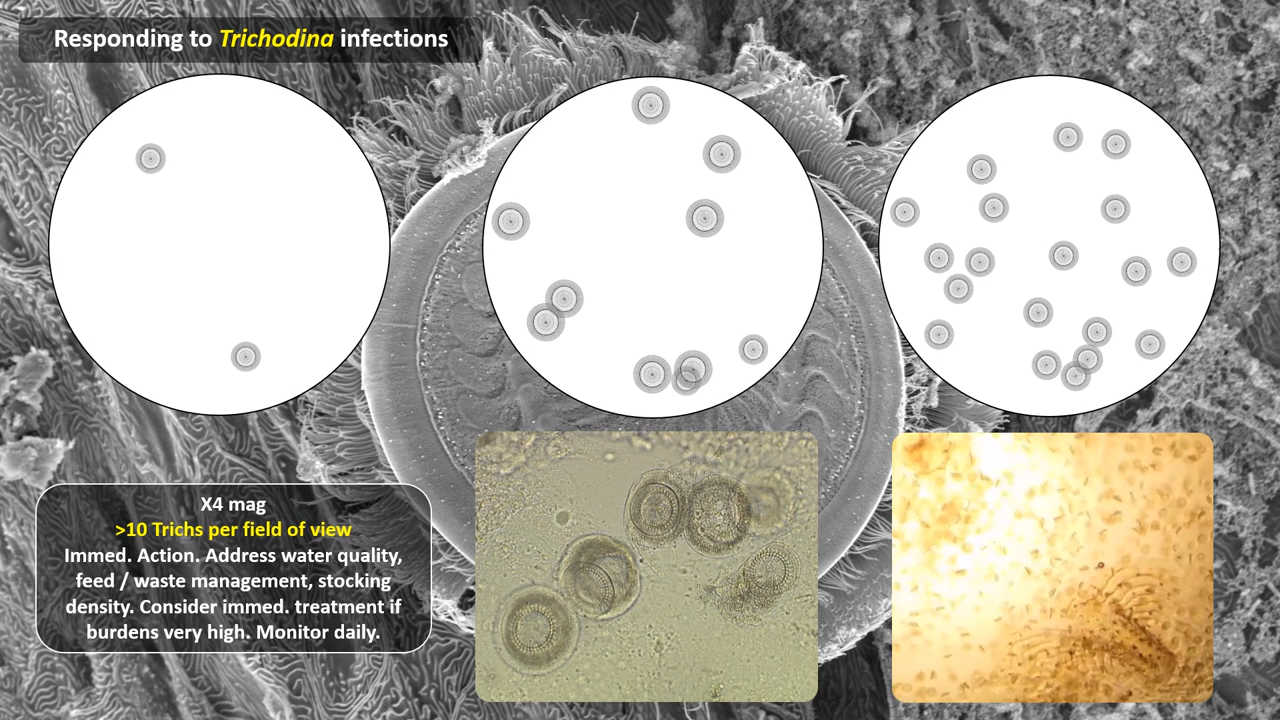 Responding to Trichodina infections
X4 mag
>10 Trichs per field of view
Immed. Action. Address water quality,
feed / waste management, stocking
density. Consider immed. treatment if
burdens very high. Monitor daily.